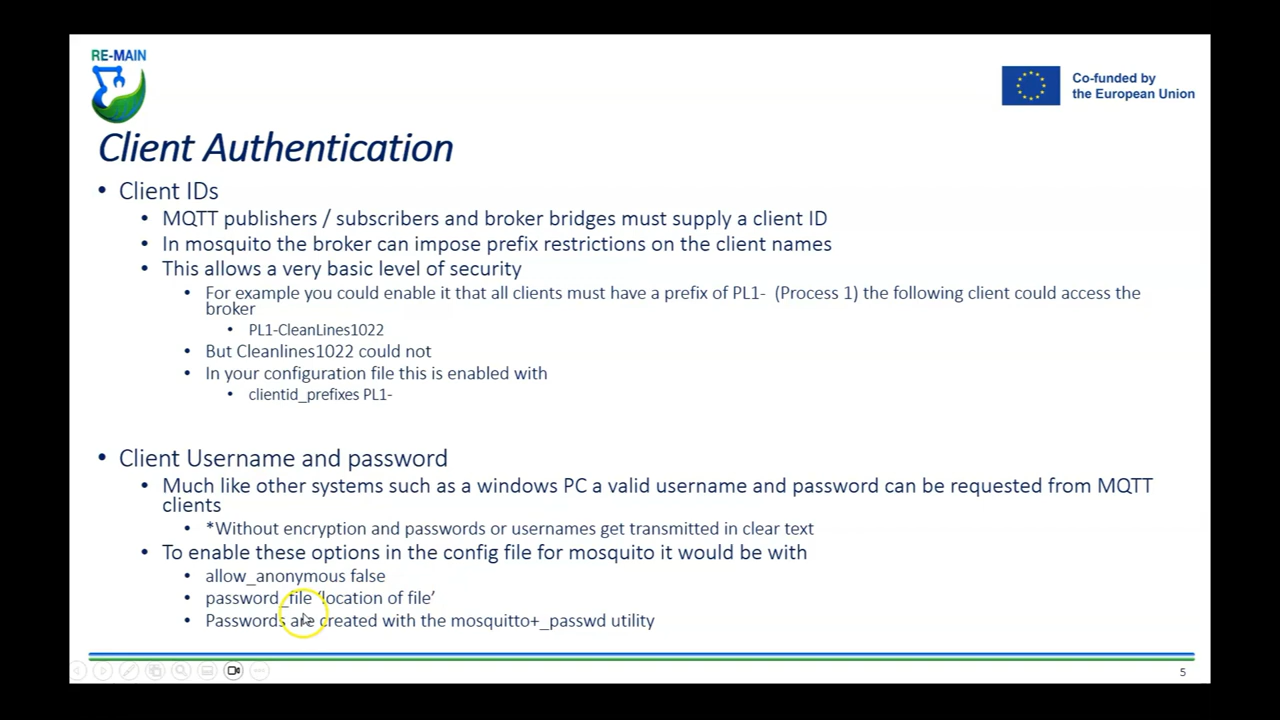 RE-MAIN
Co-funded by
the European Union
Client Authentication
• Client IDs
• MQTT publishers / subscribers and broker bridges must supply a client ID
• In mosquito the broker can impose prefix restrictions on the client names
• This allows a very basic level of security
• For example you could enable it that all clients must have a prefix of PL1- (Process 1) the following client could access the
broker
• PL1-CleanLines1022
• But Cleanlines1022 could not
• In your configuration file this is enabled with
• clientid_prefixes PL1-
• Client Username and password
• Much like other systems such as a windows PC a valid username and password can be requested from MQTT
clients
• *Without encryption and passwords or usernames get transmitted in clear text
• To enable these options in the config file for mosquito it would be with
• allow_anonymous false
• password_file 'location of file'
• Passwords are created with the mosquitto+_passwd utility
5